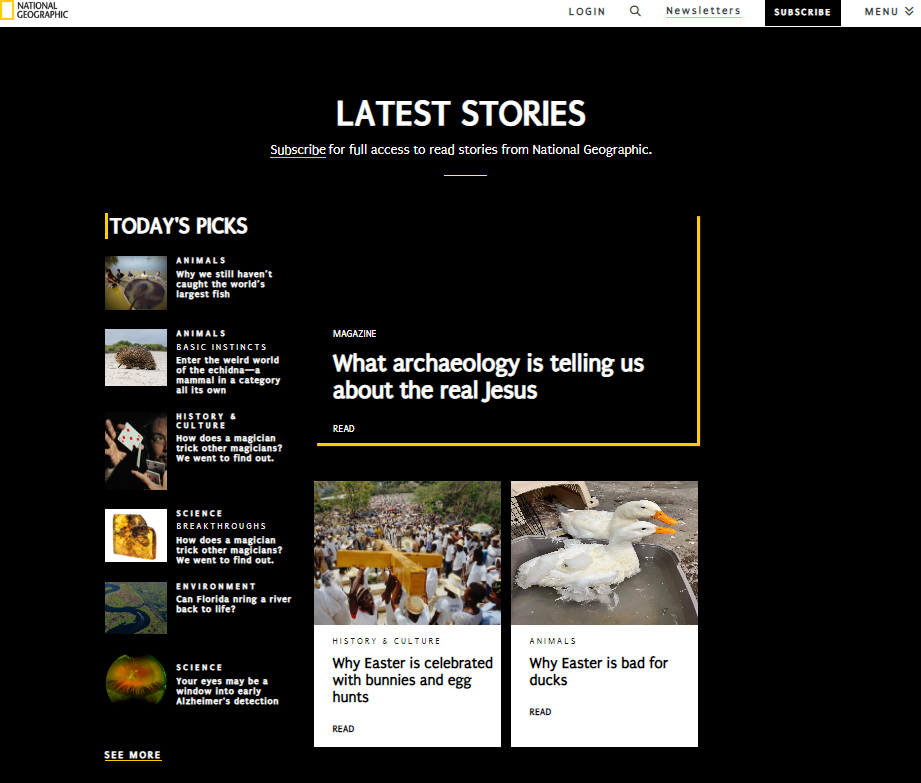 NATIONAL
GEOGRAPHIC
LOGIN
Newsletters
SUBSCRIBE
MENU
LATEST STORIES
Subscribe for full access to read stories from National Geographic.
TODAY'S PICKS
ANIMALS
Why we still haven't
caught the world's
largest fish
ANIMALS
BASIC INSTINCTS
Enter the weird world
of the echidna—a
mammal in a category
all its own
HISTORY &
CULTURE
How does a magician
trick other magicians?
We went to find out.
SCIENCE
BREAKTHROUGHS
How does a magician
trick other magicians?
We went to find out.
ENVIRONMENT
Can Florida nring a river
back to life?
SCIENCE
Your eyes may be a
window into early
Alzheimer's detection
SEE MORE
MAGAZINE
What archaeology is telling us
about the real Jesus
READ
HISTORY & CULTURE
Why Easter is celebrated
with bunnies and egg
hunts
READ
ANIMALS
Why Easter is bad for
ducks
READ